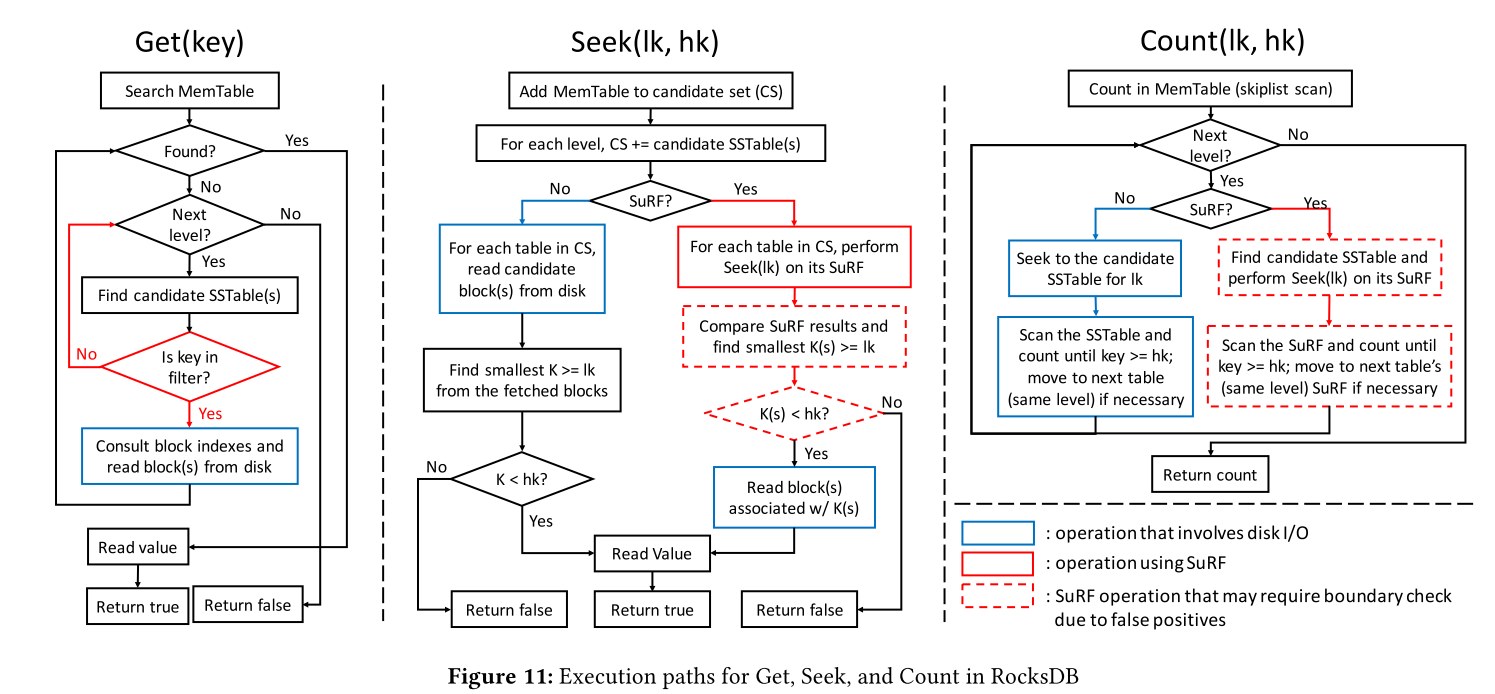 Get(key)
Search MemTable
Found?
Yes
No
Next
level?
No
Yes
Find candidate SSTable(s)
Is key in
filter?
No
Yes
Consult block indexes and
read block(s) from disk
Read value
Return true
Return false
Seek(lk, hk)
Add MemTable to candidate set (CS)
For each level, CS += candidate SSTable(s)
SuRF?
No
Yes
For each table in CS,
read candidate
block(s) from disk
Find smallest K >= lk
from the fetched blocks
K < hk?
No
Yes
For each table in CS, perform
Seek(lk) on its SuRF
Compare SuRF results and
find smallest K(s) >= lk
K(s) < hk?
No
Yes
Read block(s)
associated w/ K(s)
Read Value
Return false
Return true
Return false
Count(lk, hk)
Count in MemTable (skiplist scan)
Next
level?
No
Yes
SuRF?
No
Yes
Seek to the candidate
SSTable for lk
Scan the SSTable and
count until key >= hk;
move to next table
(same level) if necessary
Find candidate SSTable and
perform Seek(lk) on its SuRF
Scan the SuRF and count until
key >= hk; move to next table's
(same level) SuRF if necessary
Return count
: operation that involves disk I/O
: operation using SuRF
: SuRF operation that may require boundary check
due to false positives
Figure 11: Execution paths for Get, Seek, and Count in RocksDB